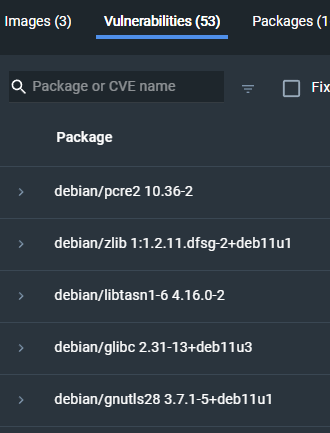 Images (3) Vulnerabilities (53) Packages (1
Package or CVE name Fix
Package
debian/pcre2 10.36-2
debian/zlib 1:1.2.11.dfsg-2+deb11u1
debian/libtasn1-6 4.16.0-2
debian/glibc 2.31-13+deb11u3
debian/gnutls28 3.7.1-5+deb11u1